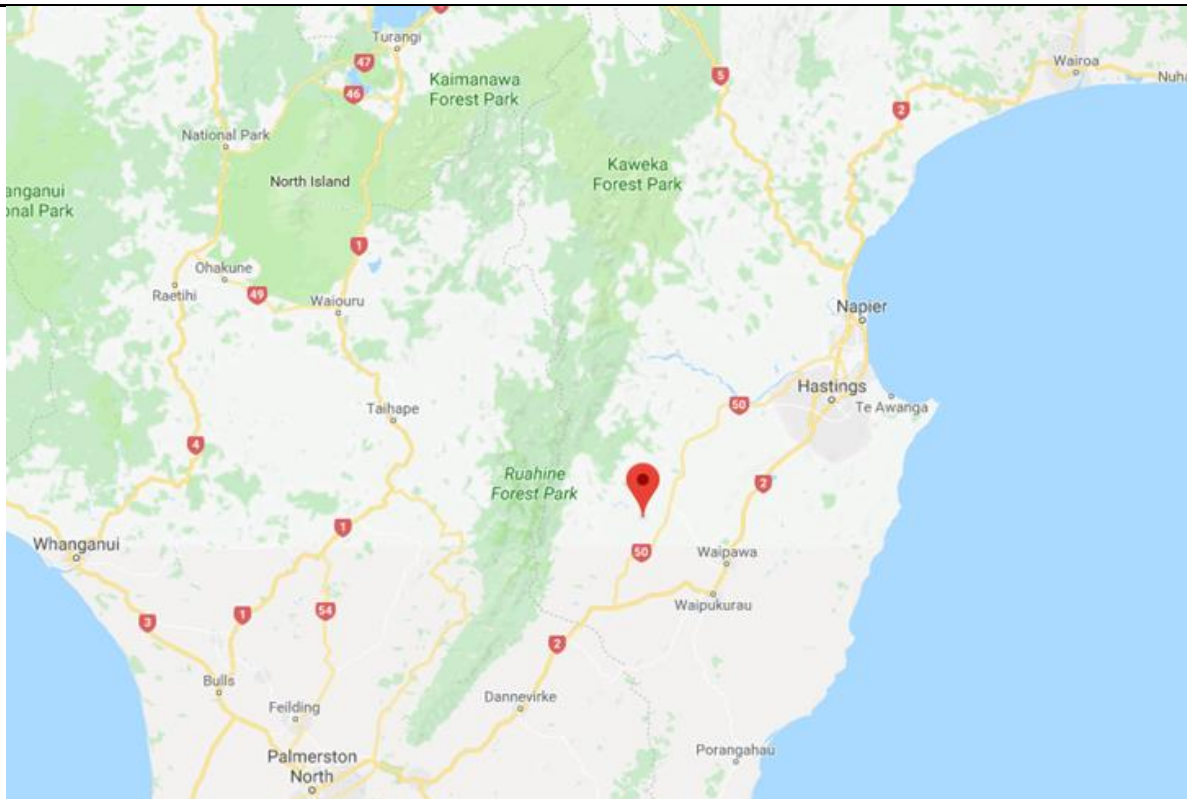 Turangi
47
Kaimanawa
Forest Park
46
5
Wairoa
Nuha
2
National Park
North Island
Kaweka
Forest Park
anganui
onal Park
1
Ohakune
Raetihi
49
Waiouru
Napier
Hastings
Te Awanga
50
Taihape
4
Ruahine
Forest Park
2
1
50
Whanganui
Waipawa
Waipukurau
3
1
54
2
Bulls
Feilding
Dannevirke
Palmerston
North
Porangahau